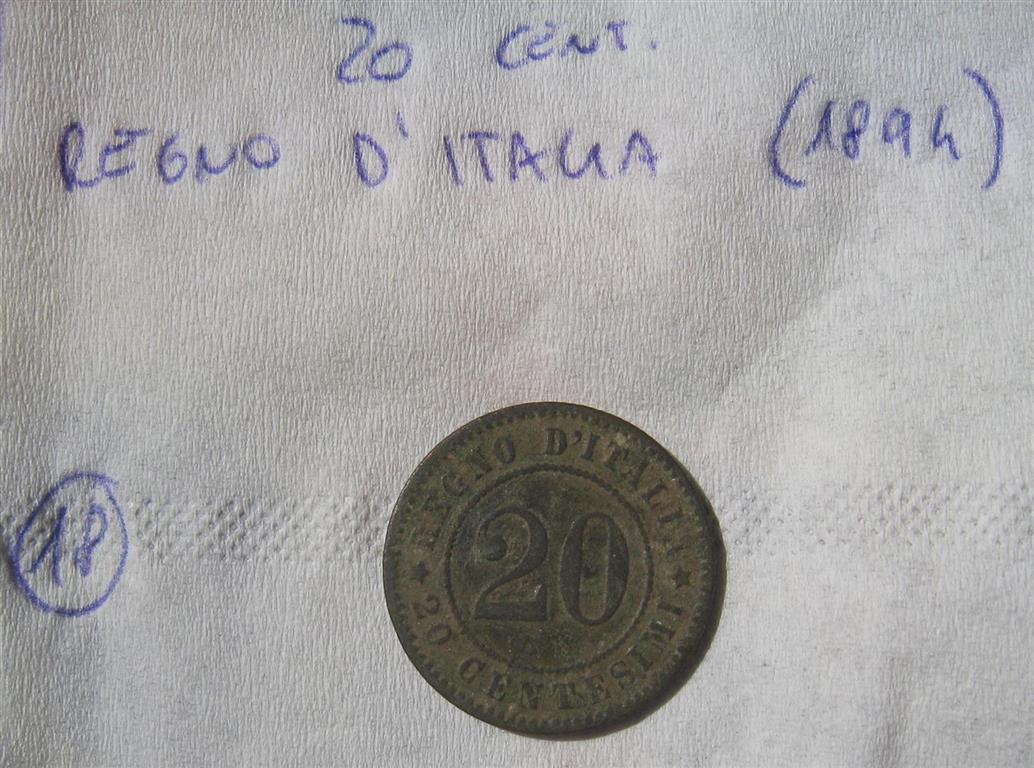 20 CENT.
REGNO D'ITALIA (1894)
18
REGNO D'ITALIA
20
★ 20 CENTESIMI ★